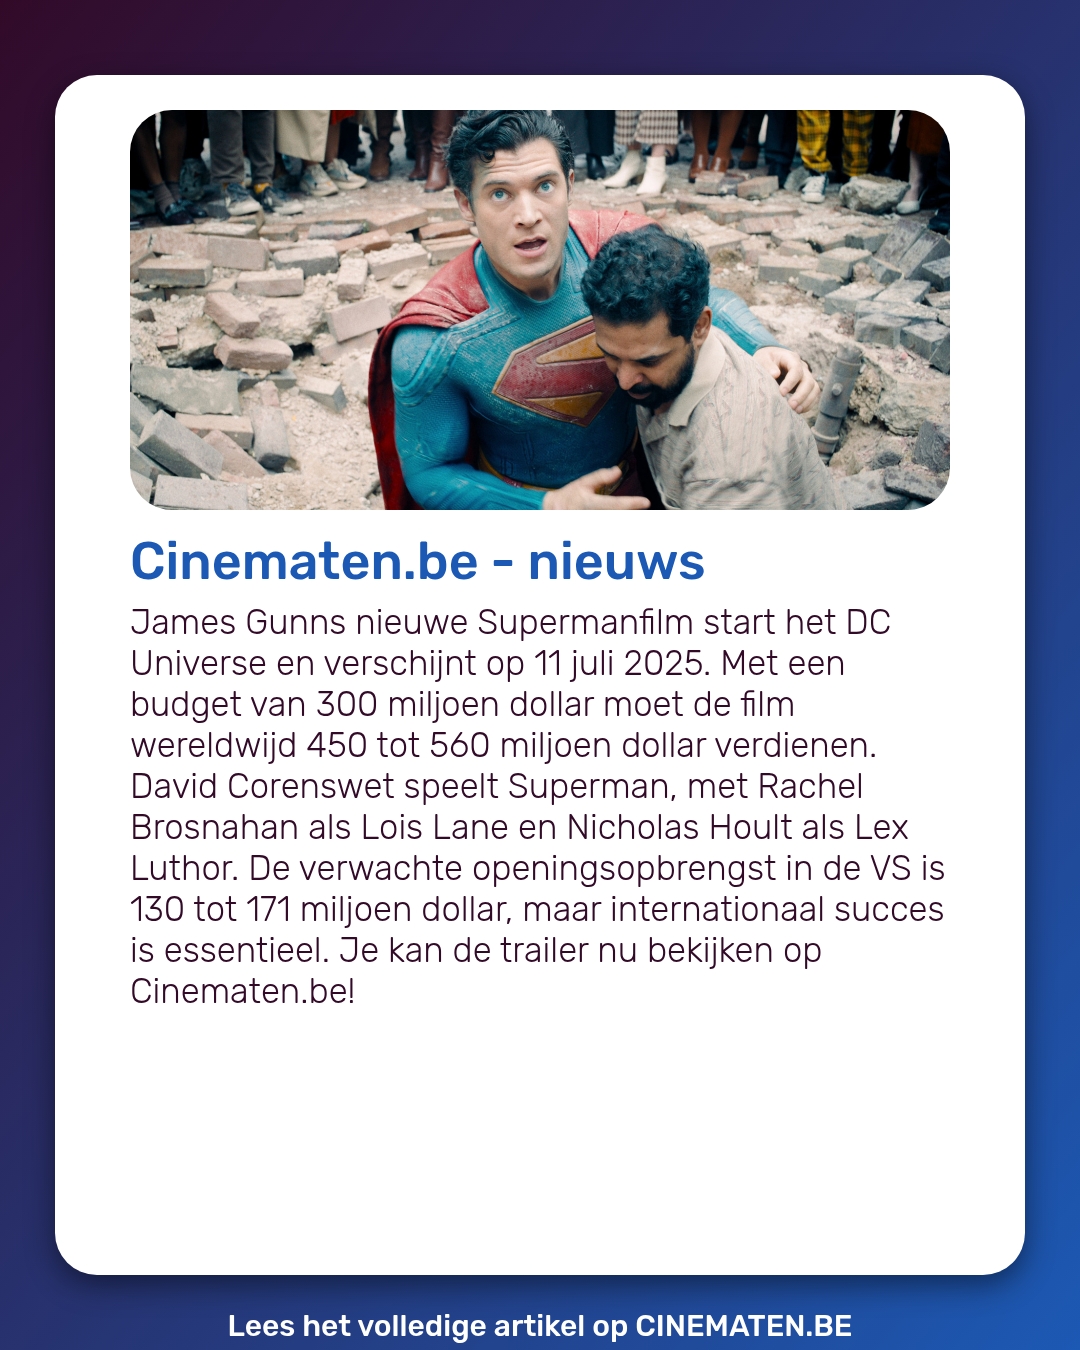 Cinematen.be - nieuws
James Gunns nieuwe Supermanfilm start het DC
Universe en verschijnt op 11 juli 2025. Met een
budget van 300 miljoen dollar moet de film
wereldwijd 450 tot 560 miljoen dollar verdienen.
David Corenswet speelt Superman, met Rachel
Brosnahan als Lois Lane en Nicholas Hoult als Lex
Luthor. De verwachte openingsopbrengst in de VS is
130 tot 171 miljoen dollar, maar internationaal succes
is essentieel. Je kan de trailer nu bekijken op
Cinematen.be!
Lees het volledige artikel op CINEMATEN.BE